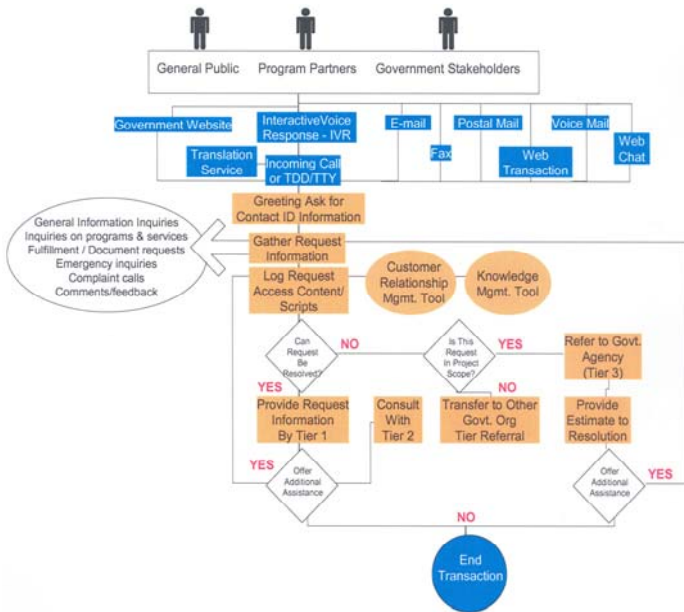 General Public
Program Partners
Government Stakeholders
Government Website
InteractiveVoice
Response - IVR
E-mail
Postal Mail
Voice Mail
Fax
Web
Transaction
Web
Chat
Translation
Service
Incoming Call
or TDD/TTY
Greeting Ask for
Contact ID Information
General Information Inquiries
Inquiries on programs & services
Fulfillment / Document requests
Emergency inquiries
Complaint calls
Comments/feedback
Gather Request
Information
Log Request
Access Content/
Scripts
Customer
Relationship
Mgmt. Tool
Knowledge
Mgmt. Tool
Can
Request
Be
Resolved?
NO
Is This
Request
In Project
Scope?
YES
Refer to Govt.
Agency
(Tier 3)
YES
NO
Provide Request
Information
By Tier 1
Consult
With
Tier 2
Transfer to Other
Govt. Org
Tier Referral
Provide
Estimate to
Resolution
YES
Offer
Additional
Assistance
Offer
Additional
Assistance
YES
NO
End
Transaction